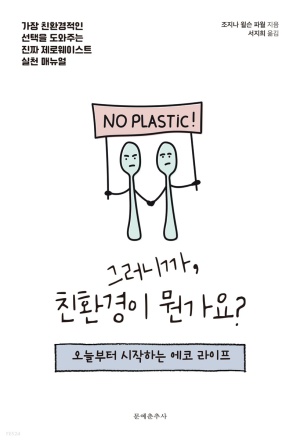 가장 친환경적인
선택을 도와주는
진짜 제로웨이스트
실천 매뉴얼
조지나 윌슨 파월 지음
서지희 옮김
NO PLASTIC!
그러니까,
친환경이 뭔가요?
오늘부터 시작하는 에코 라이프
문예춘추사